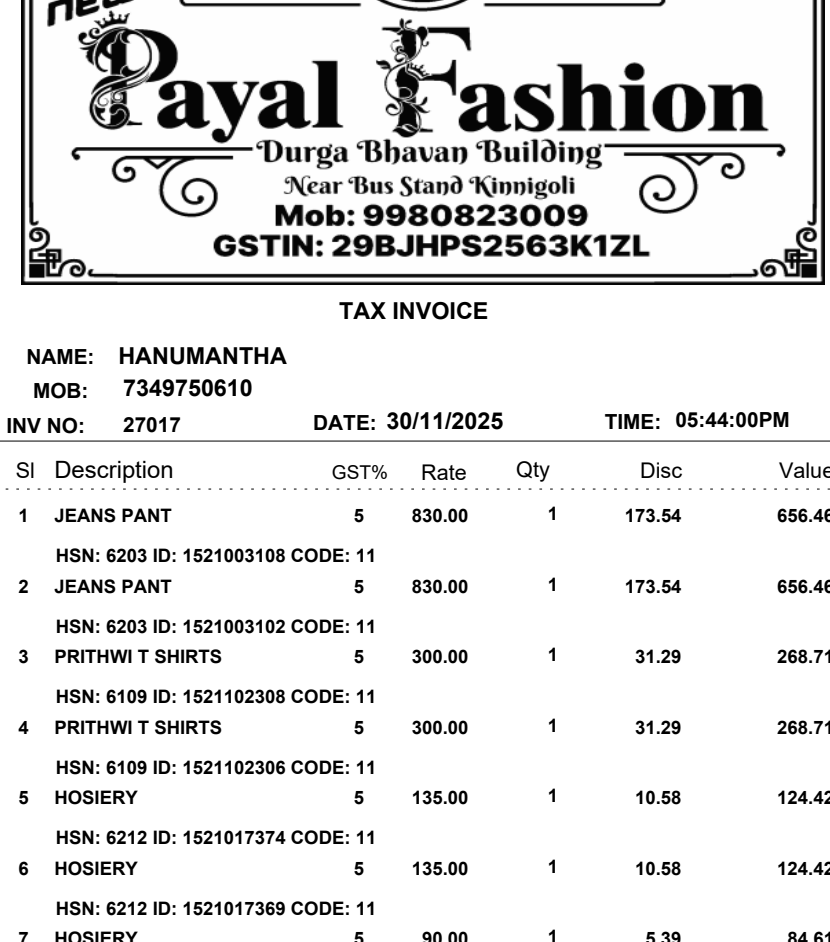 new
Payal Fashion
Durga Bhavan Building
Near Bus Stand Kinnigoli
Mob: 9980823009
GSTIN: 29BJHPS2563K1ZL
TAX INVOICE
NAME: HANUMANTHA
MOB: 7349750610
INV NO: 27017 DATE: 30/11/2025 TIME: 05:44:00PM
Sl Description GST% Rate Qty Disc Value
1 JEANS PANT 5 830.00 1 173.54 656.46
HSN: 6203 ID: 1521003108 CODE: 11
2 JEANS PANT 5 830.00 1 173.54 656.46
HSN: 6203 ID: 1521003102 CODE: 11
3 PRITHWI T SHIRTS 5 300.00 1 31.29 268.71
HSN: 6109 ID: 1521102308 CODE: 11
4 PRITHWI T SHIRTS 5 300.00 1 31.29 268.71
HSN: 6109 ID: 1521102306 CODE: 11
5 HOSIERY 5 135.00 1 10.58 124.42
HSN: 6212 ID: 1521017374 CODE: 11
6 HOSIERY 5 135.00 1 10.58 124.42
HSN: 6212 ID: 1521017369 CODE: 11
7 HOSIERY 5 90.00 1 5.39 84.61